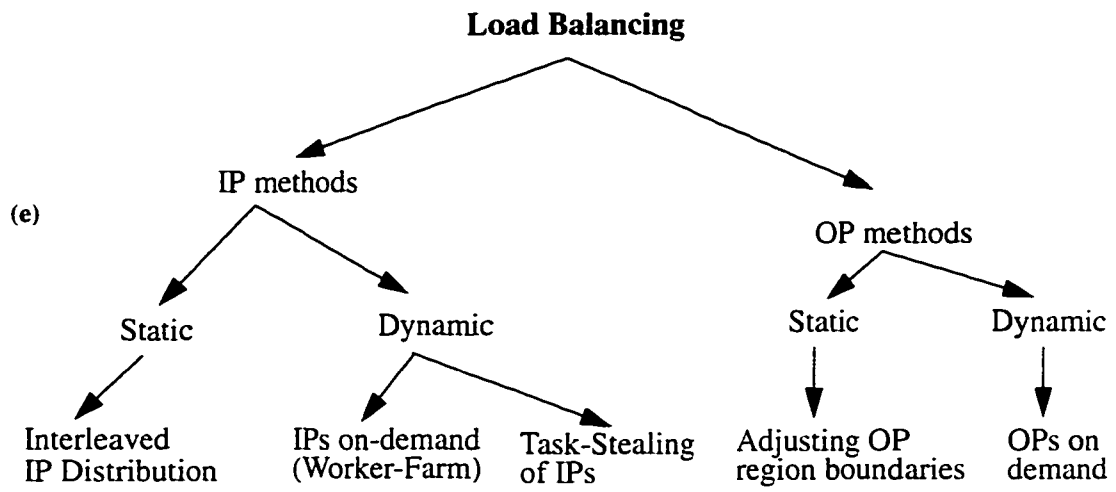 Load Balancing
IP methods
(e)
OP methods
Static
Dynamic
Static
Dynamic
Interleaved
IP Distribution
IPs on-demand
(Worker-Farm)
Task-Stealing
of IPs
Adjusting OP
region boundaries
OPs on
demand